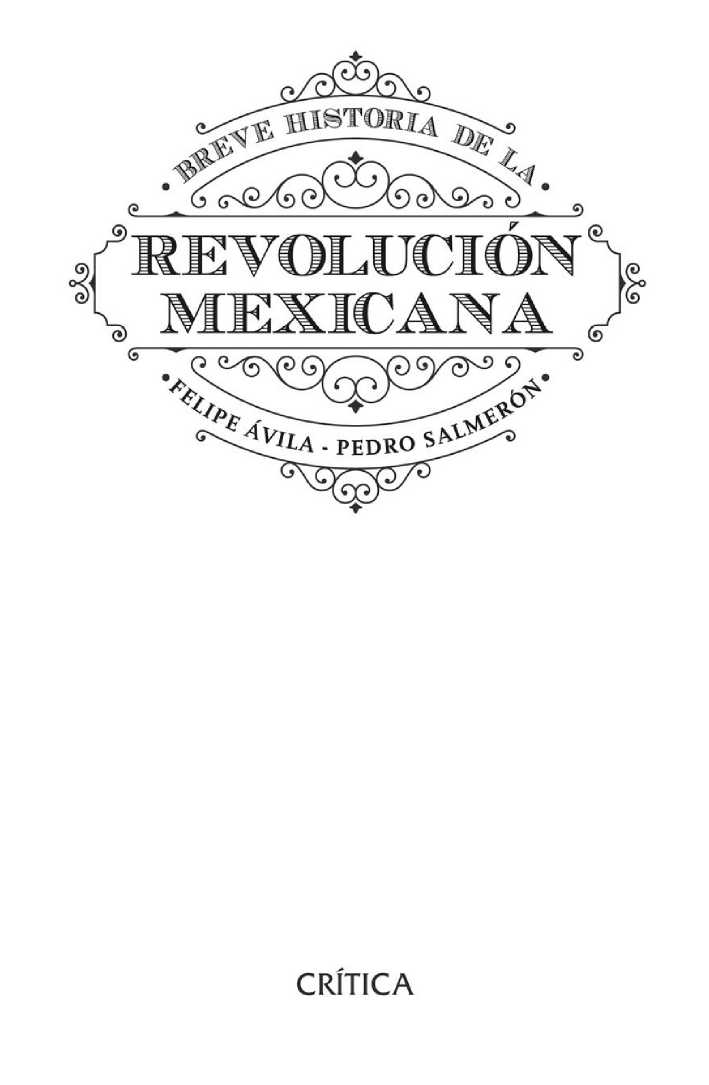 BREVE HISTORIA DE LA
REVOLUCIÓN
MEXICANA
FELIPE ÁVILA - PEDRO SALMERÓN
CRÍTICA